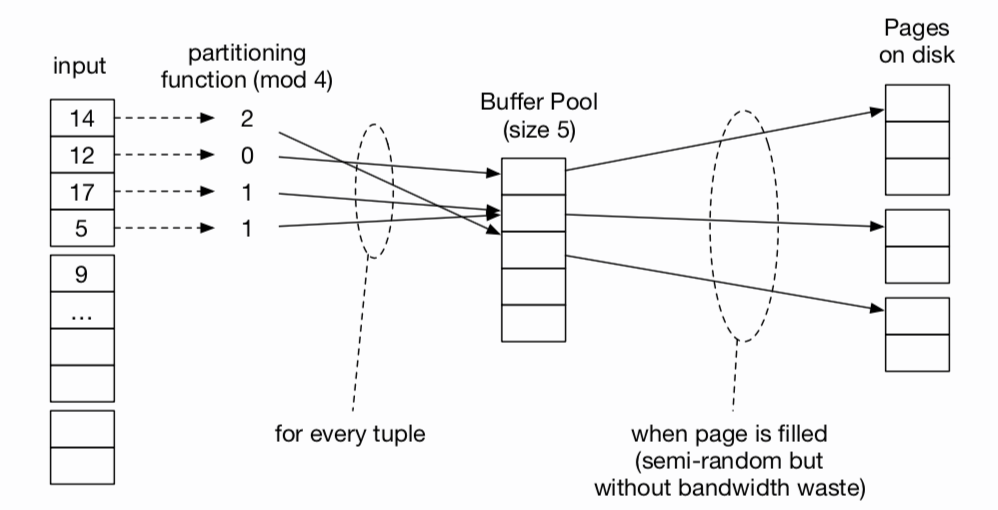 Pages
on disk
partitioning
function (mod 4)
input
Buffer Pool
(size 5)
14
2
12
0
17
1
5
1
9
...
for every tuple
when page is filled
(semi-random but
without bandwidth waste)